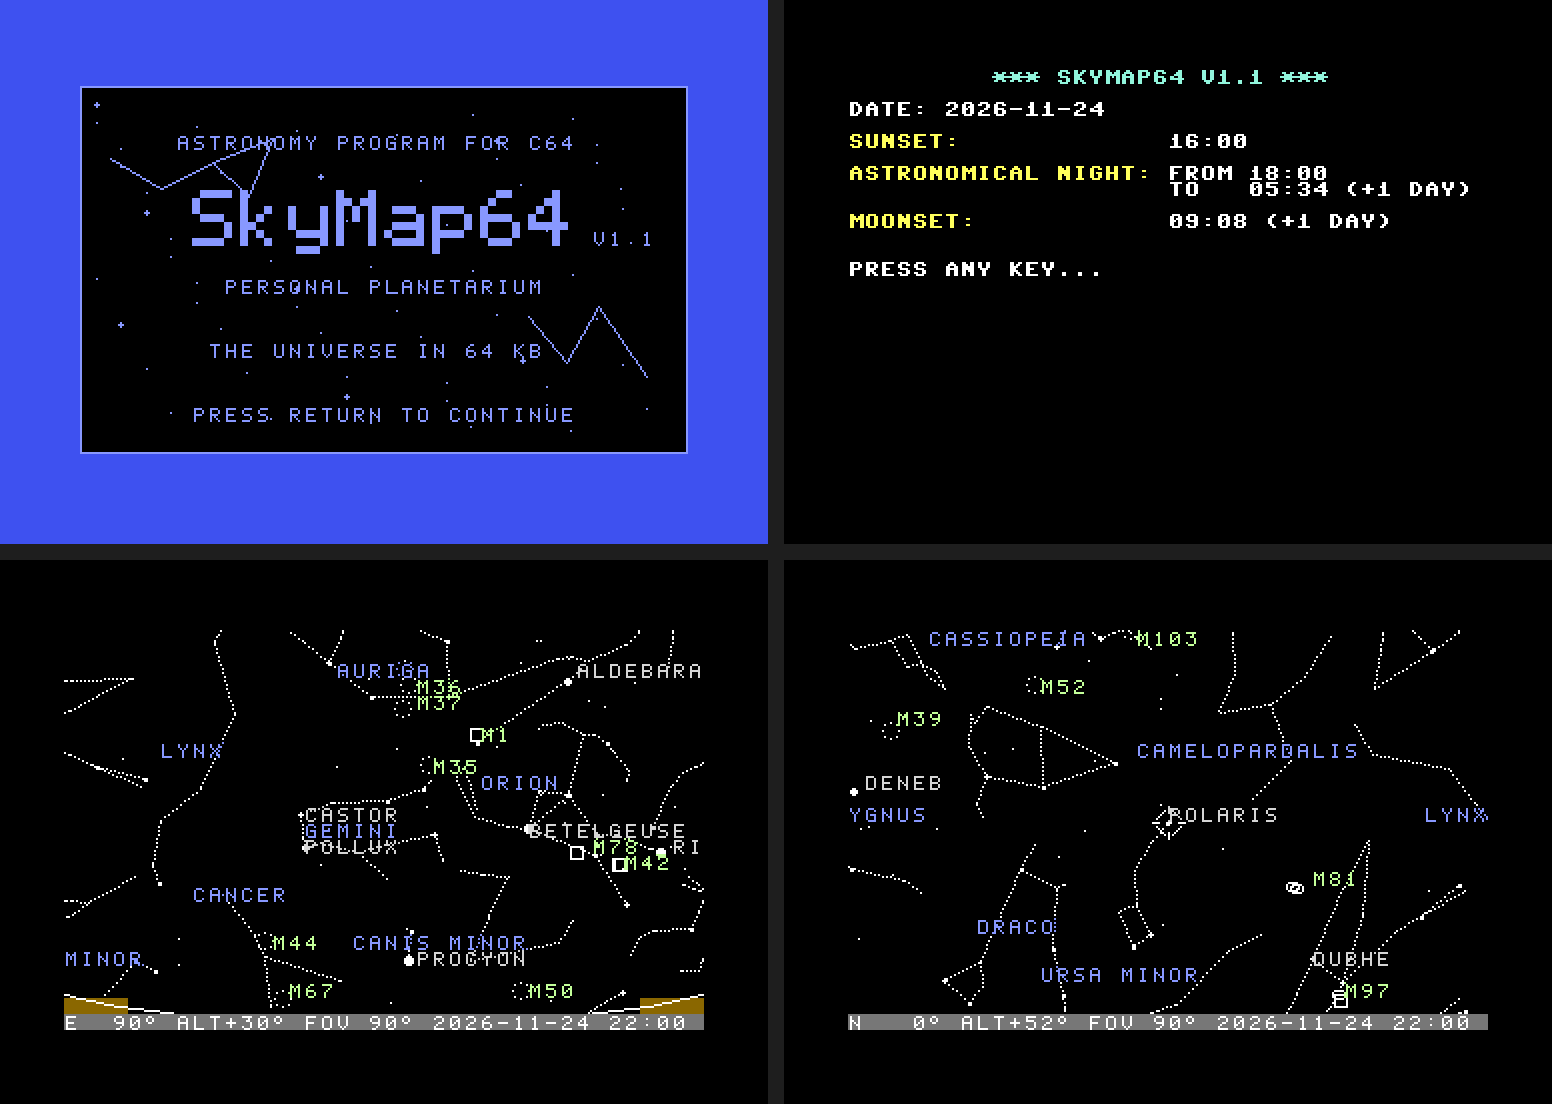 ASTRONOMY PROGRAM FOR C64
SkyMap64
V1.1
PERSONAL PLANETARIUM
THE UNIVERSE IN 64 KB
PRESS RETURN TO CONTINUE
*** SKYMAP64 V1.1 ***
DATE: 2026-11-24
SUNSET: 16:00
ASTRONOMICAL NIGHT: FROM 18:00
TO 05:34 (+1 DAY)
MOONSET: 09:08 (+1 DAY)
PRESS ANY KEY...
AURIGA
ALDEBARA
M36
M37
M1
LYNX
M35
ORION
CASTOR
GEMINI
BETELGEUSE
POLLUX
M78
RI
M42
CANCER
M44
CANIS MINOR
MINOR
PROCYON
M67
M50
E 90° ALT+30° FOV 90° 2026-11-24 22:00
CASSIOPEIA
M103
M52
M39
CAMELOPARDALIS
DENEB
YGNUS
POLARIS
LYNX
M81
DRACO
DUBHE
URSA MINOR
M97
N 0° ALT+52° FOV 90° 2026-11-24 22:00